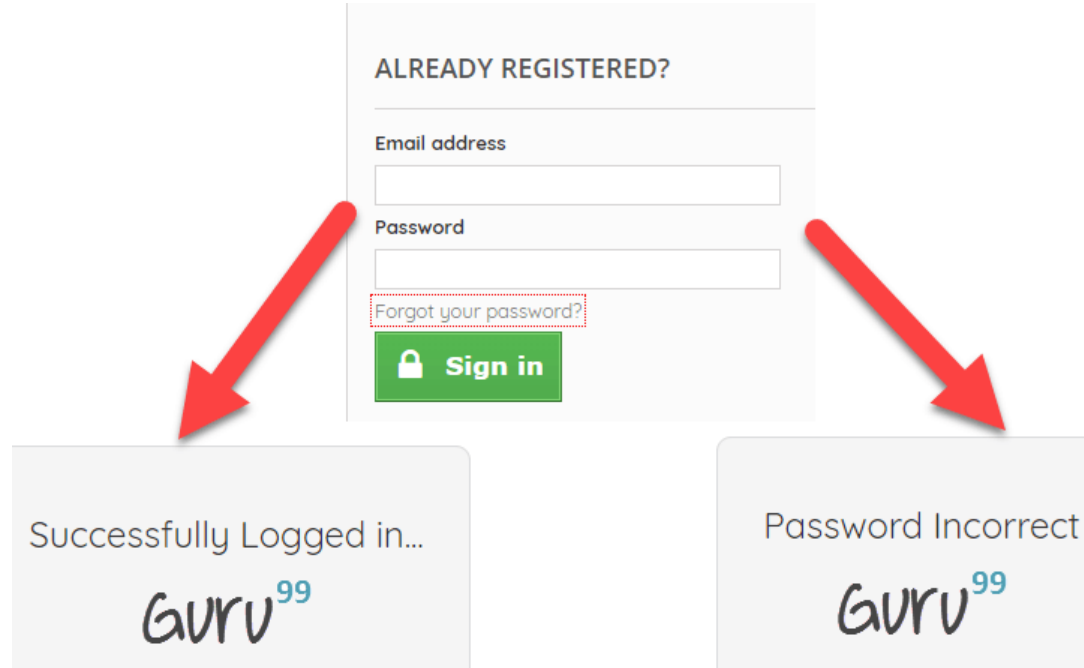 ALREADY REGISTERED?
Email address
Password
Forgot your password?
Sign in
Successfully Logged in...
Guru99
Password Incorrect
Guru99